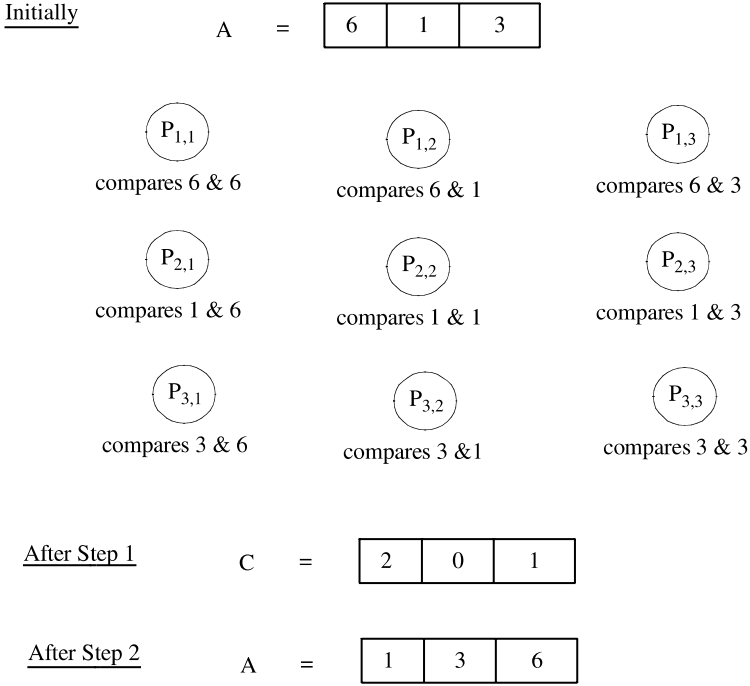 Initially
A = 6 1 3
P1,1 P1,2 P1,3
compares 6 & 6 compares 6 & 1 compares 6 & 3
P2,1 P2,2 P2,3
compares 1 & 6 compares 1 & 1 compares 1 & 3
P3,1 P3,2 P3,3
compares 3 & 6 compares 3 &1 compares 3 & 3
After Step 1 C = 2 0 1
After Step 2 A = 1 3 6